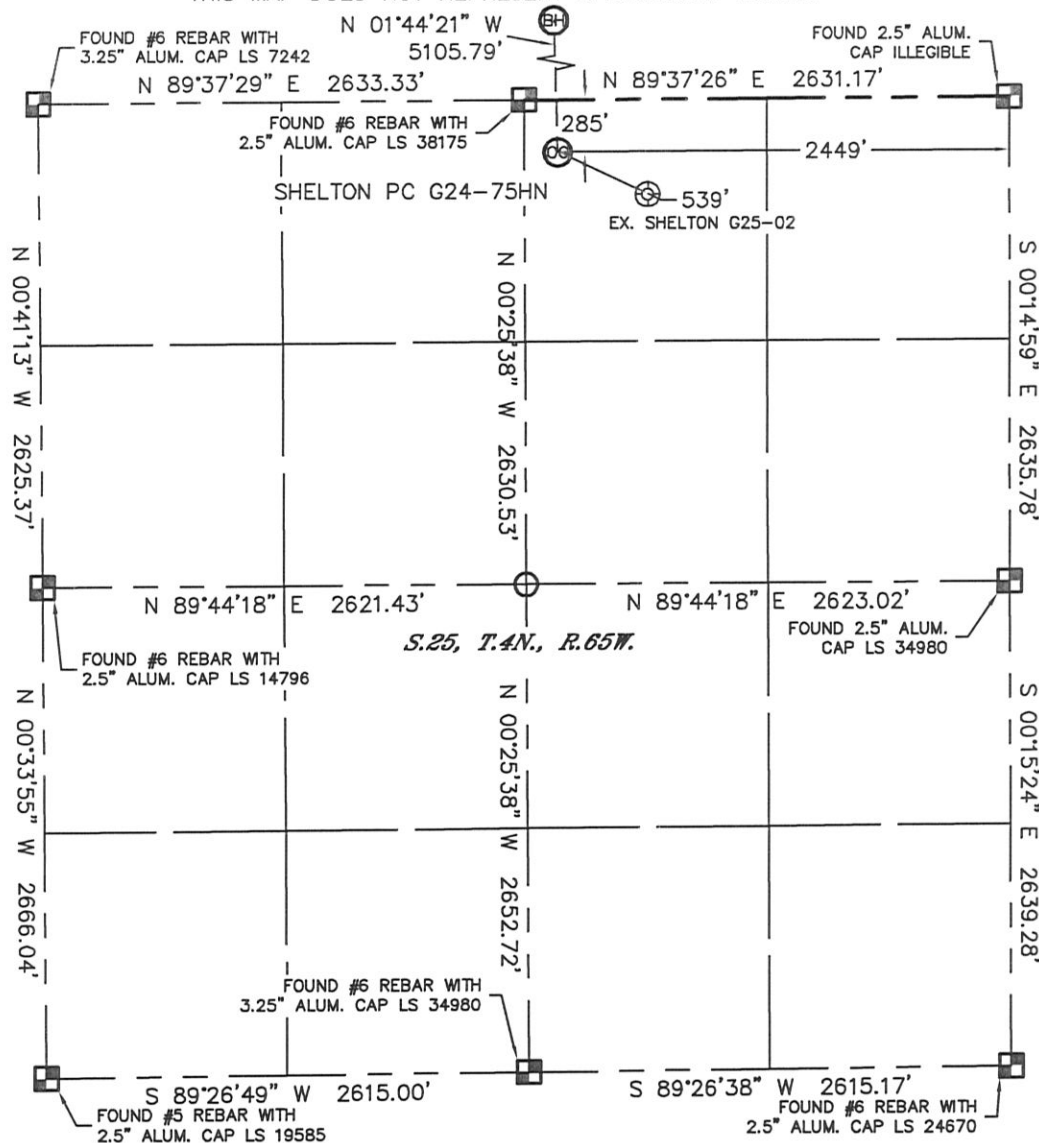 N 01°44'21" W
5105.79'
BH
FOUND #6 REBAR WITH
3.25" ALUM. CAP LS 7242
FOUND 2.5" ALUM.
CAP ILLEGIBLE
N 89°37'29" E 2633.33'
N 89°37'26" E 2631.17'
FOUND #6 REBAR WITH
2.5" ALUM. CAP LS 38175
285'
OG
2449'
SHELTON PC G24-75HN
539'
EX. SHELTON G25-02
N 00°41'13" W 2625.37'
N 00°25'38" W 2630.53'
S 00°14'59" E 2635.78'
N 89°44'18" E 2621.43'
N 89°44'18" E 2623.02'
FOUND #6 REBAR WITH
2.5" ALUM. CAP LS 14796
S.25, T.4N., R.65W.
FOUND 2.5" ALUM.
CAP LS 34980
N 00°33'55" W 2666.04'
N 00°25'38" W 2652.72'
S 00°15'24" E 2639.28'
FOUND #6 REBAR WITH
3.25" ALUM. CAP LS 34980
S 89°26'49" W 2615.00'
S 89°26'38" W 2615.17'
FOUND #5 REBAR WITH
2.5" ALUM. CAP LS 19585
FOUND #6 REBAR WITH
2.5" ALUM. CAP LS 24670